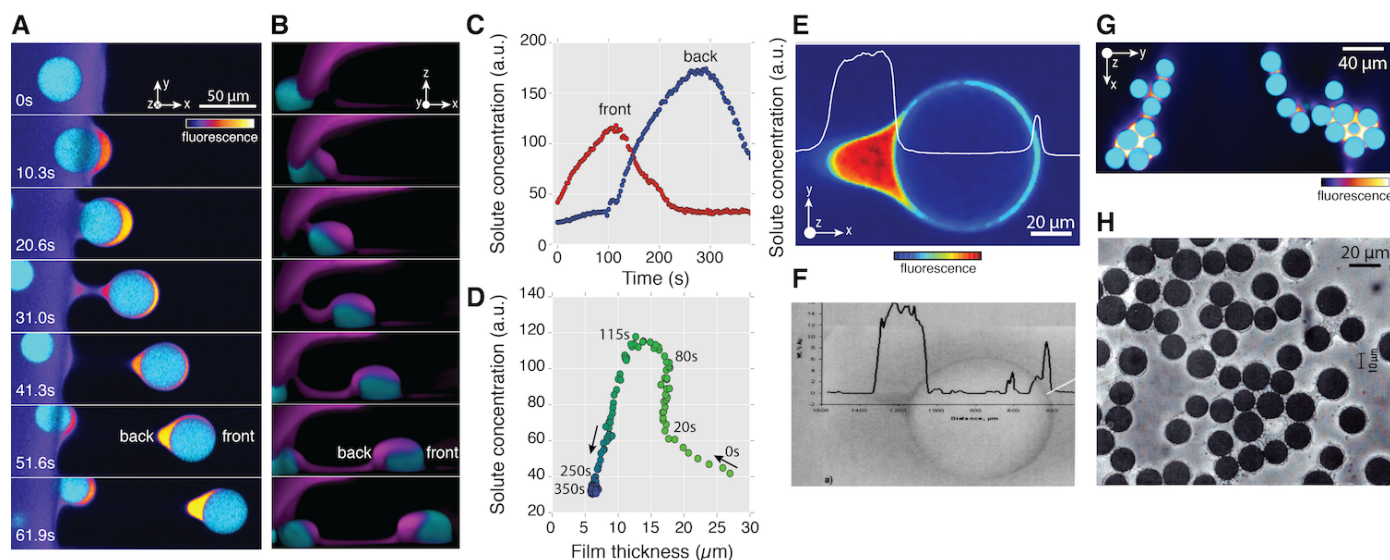 A
0s
z y x
50 µm
fluorescence
10.3s
20.6s
31.0s
41.3s
51.6s
back front
61.9s
B
z
y x
back front
C
Solute concentration (a.u.)
200
150
100
50
0
front
back
0 100 200 300
Time (s)
D
Solute concentration (a.u.)
140
120
100
80
60
40
20
115s
80s
20s
0s
250s
350s
0 5 10 15 20 25 30
Film thickness (µm)
E
Solute concentration (a.u.)
y
z x
20 µm
fluorescence
F
Distance, µm
a)
G
z y
x
40 µm
fluorescence
H
20 µm
10 µm